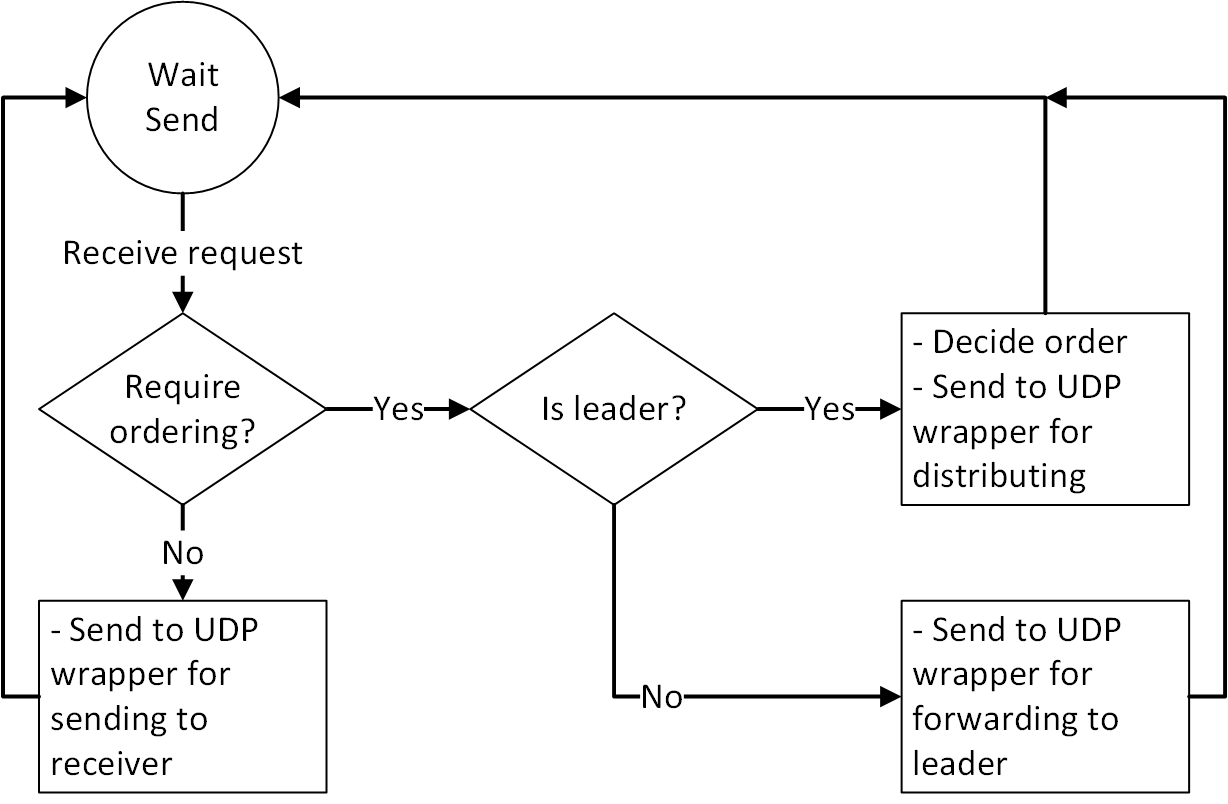 Wait
Send
Receive request
Require
ordering?
Yes
Is leader?
Yes
- Decide order
- Send to UDP
wrapper for
distributing
No
- Send to UDP
wrapper for
sending to
receiver
No
- Send to UDP
wrapper for
forwarding to
leader